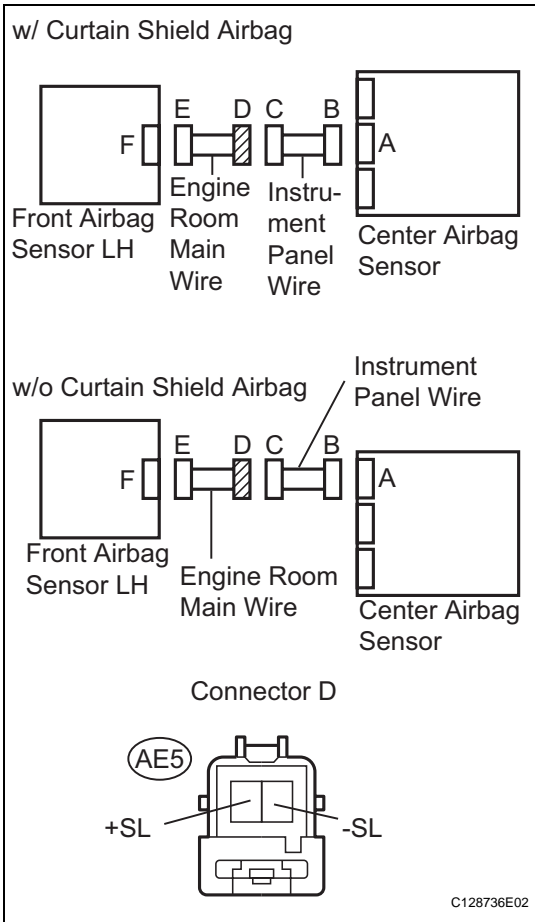 w/ Curtain Shield Airbag
E D C B
F
A
Engine
Room
Main
Wire
Instru-
ment
Panel
Wire
Front Airbag
Sensor LH
Center Airbag
Sensor
Instrument
Panel Wire
w/o Curtain Shield Airbag
E D C B
F
A
Front Airbag
Sensor LH
Engine Room
Main Wire
Center Airbag
Sensor
Connector D
AE5
+SL
-SL
C128736E02